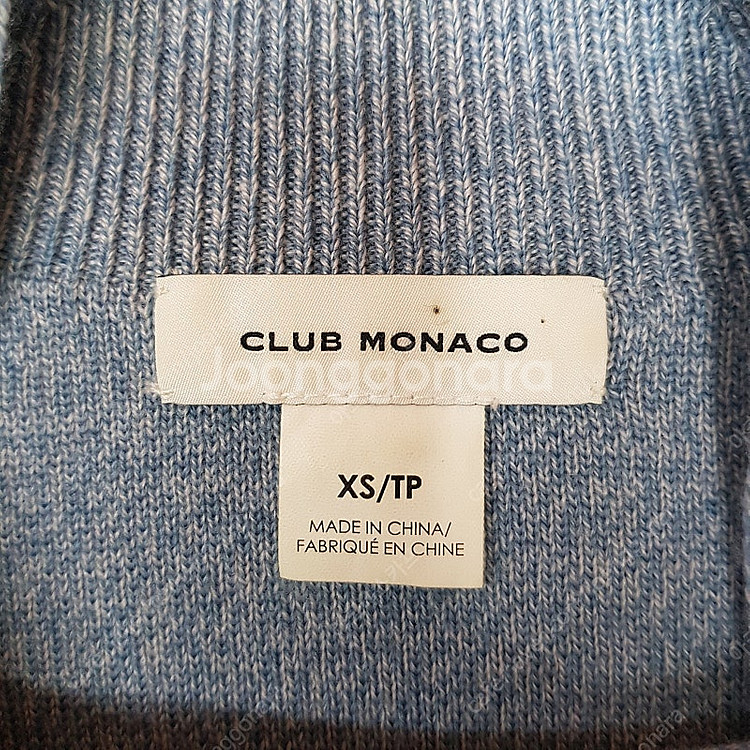 CLUB MONACO
Joonggonara
XS/TP
MADE IN CHINA/
FABRIQUÉ EN CHINE